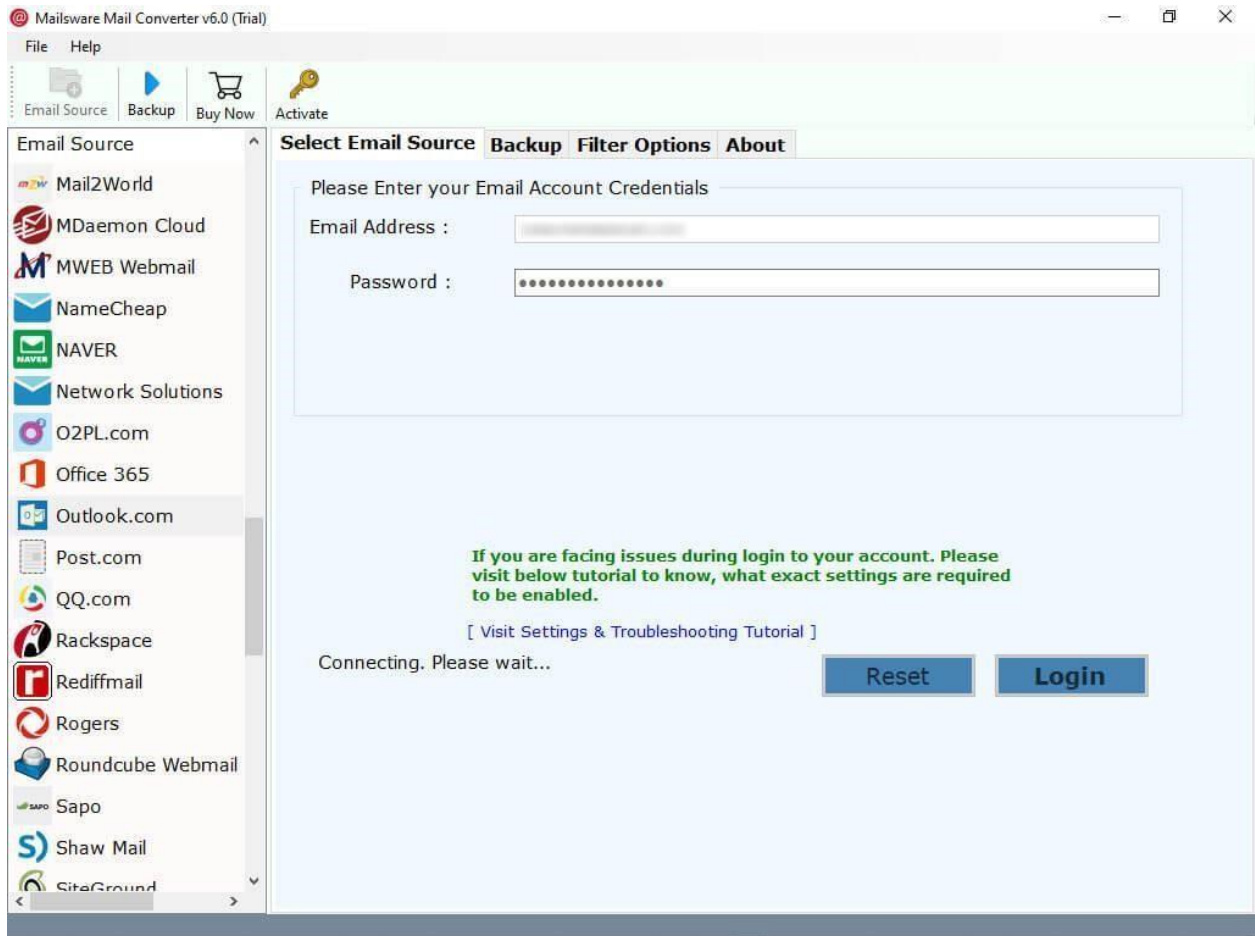 Mailsware Mail Converter v6.0 (Trial)
File Help
Email Source Backup Buy Now Activate
Email Source
Select Email Source Backup Filter Options About
Mail2World
MDaemon Cloud
MWEB Webmail
NameCheap
NAVER
NAVER
Network Solutions
O2PL.com
Office 365
Outlook.com
Post.com
QQ.com
Rackspace
Rediffmail
Rogers
Roundcube Webmail
SAPO Sapo
Shaw Mail
SiteGround
Please Enter your Email Account Credentials
Email Address :
Password :
If you are facing issues during login to your account. Please
visit below tutorial to know, what exact settings are required
to be enabled.
[ Visit Settings & Troubleshooting Tutorial ]
Connecting. Please wait...
Reset Login